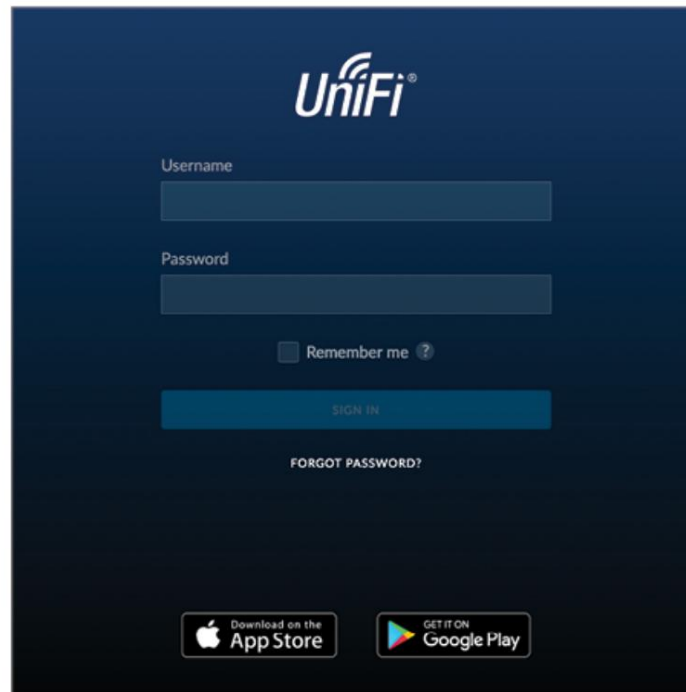 UniFi®
Username
Password
Remember me ?
SIGN IN
FORGOT PASSWORD?
Download on the
App Store
GET IT ON
Google Play